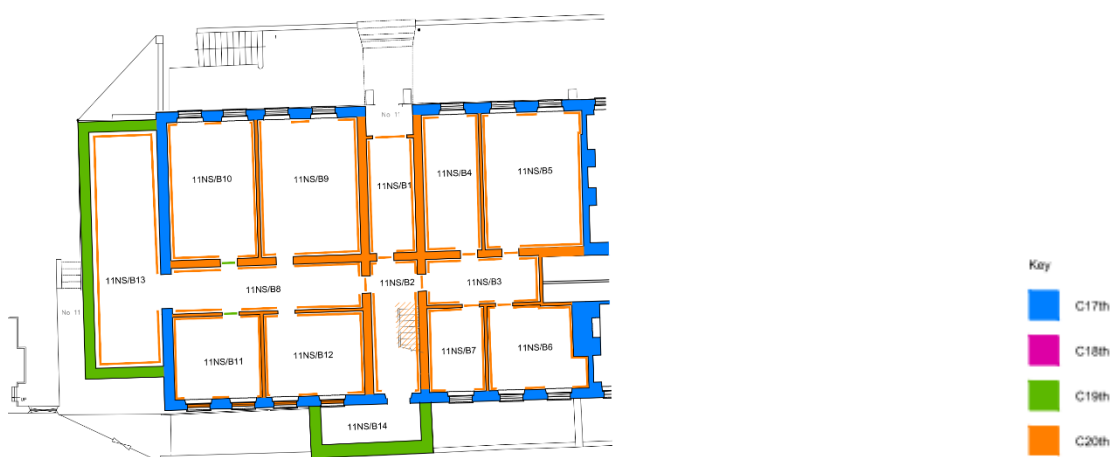 No 1'
11NS/B10
11NS/B9
11NS/B1
11NS/B4
11NS/B5
11NS/B13
11NS/B8
11NS/B2
11NS/B3
No 11
11NS/B11
11NS/B12
11NS/B7
11NS/B6
UP
11NS/B14
Key
C17th
C18th
C19th
C20th